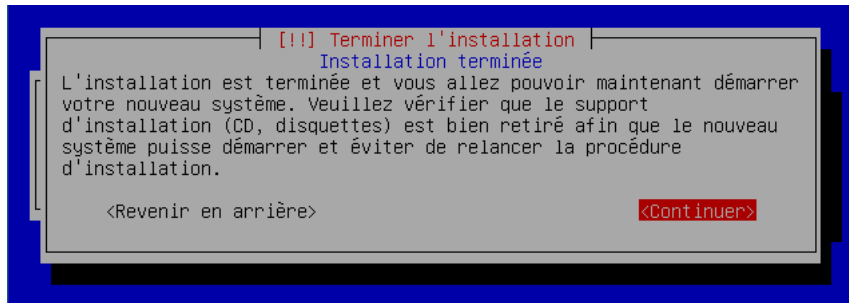 [!!] Terminer l'installation
Installation terminée
L'installation est terminée et vous allez pouvoir maintenant démarrer
votre nouveau système. Veuillez vérifier que le support
d'installation (CD, disquettes) est bien retiré afin que le nouveau
système puisse démarrer et éviter de relancer la procédure
d'installation.
<Revenir en arrière> <Continuer>